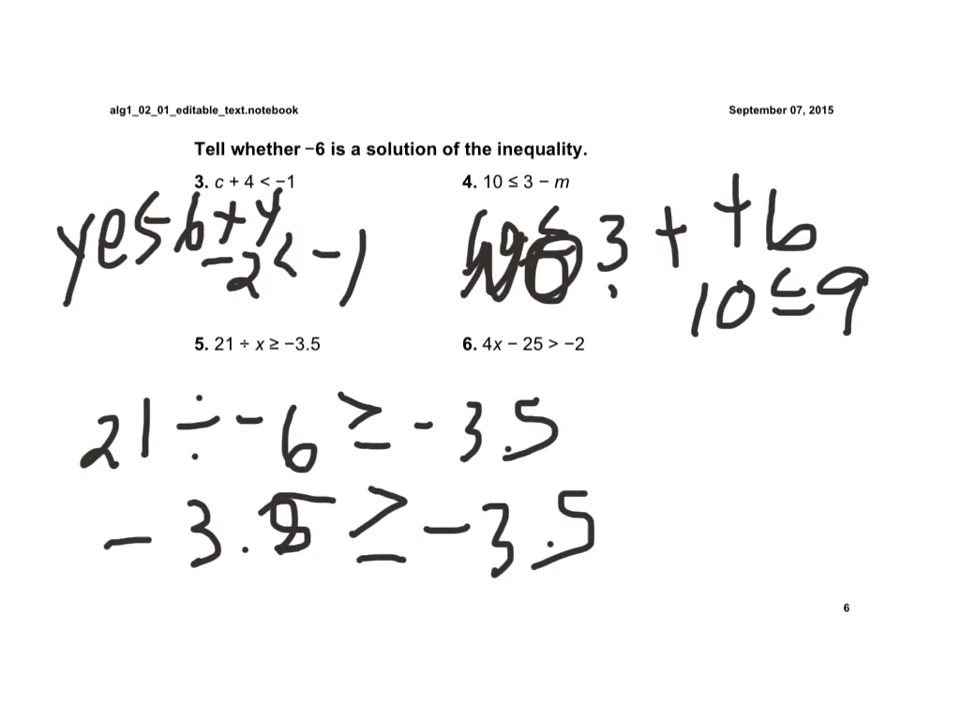 alg1_02_01_editable_text.notebook September 07, 2015
Tell whether −6 is a solution of the inequality.
3. c + 4 < −1 4. 10 ≤ 3 − m
yes -6 + 4 3 + +6
-2 < -1 10 ≤ 9
5. 21 ÷ x ≥ −3.5 6. 4x − 25 > −2
21 ÷ -6 ≥ -3.5
-3.5 ≥ -3.5
6